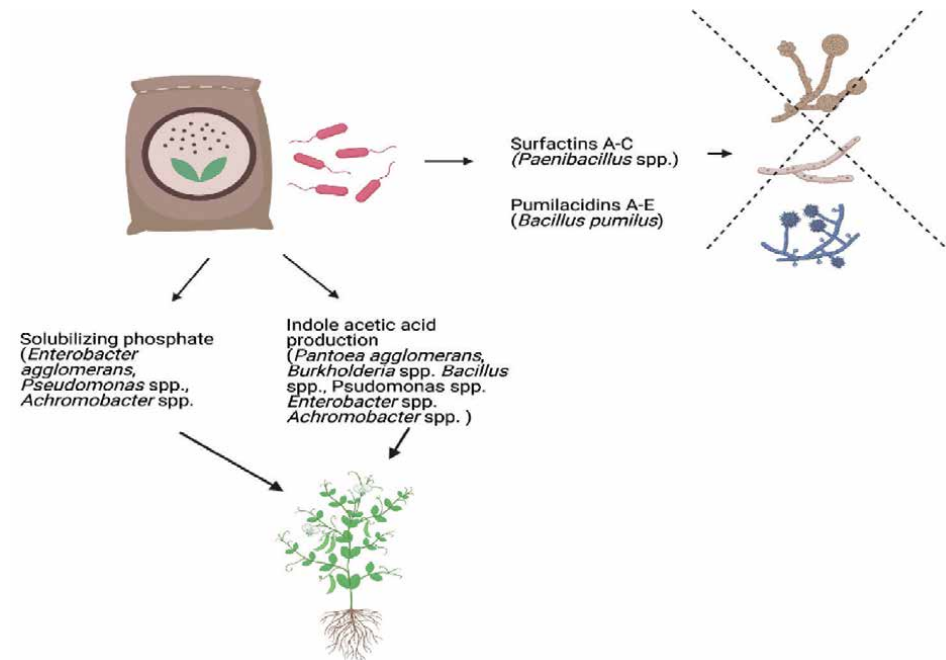 Surfactins A-C
(Paenibacillus spp.)
Pumilacidins A-E
(Bacillus pumilus)
Solubilizing phosphate
(Enterobacter
agglomerans,
Pseudomonas spp.,
Achromobacter spp.
Indole acetic acid
production
(Pantoea agglomerans,
Burkholderia spp. Bacillus
spp., Psudomonas spp.
Enterobacter spp.
Achromobacter spp. )